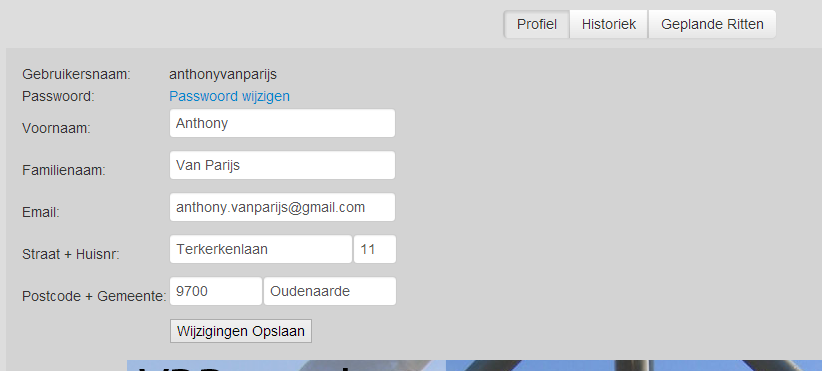 Profiel Historiek Geplande Ritten
Gebruikersnaam: anthonyvanparijs
Passwoord: Passwoord wijzigen
Voornaam: Anthony
Familienaam: Van Parijs
Email: anthony.vanparijs@gmail.com
Straat + Huisnr: Terkerkenlaan 11
Postcode + Gemeente: 9700 Oudenaarde
Wijzigingen Opslaan